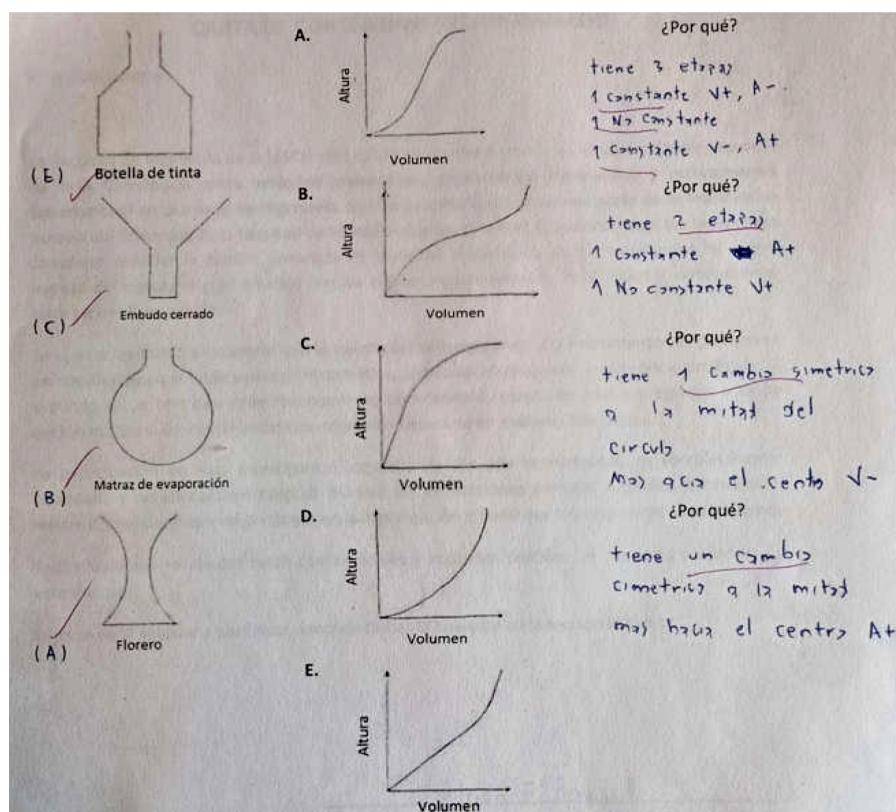 A.
Altura
Volumen
¿Por qué?
tiene 3 etapas
1 constante V+, A-.
1 No constante
1 constante V-, A+
(E) Botella de tinta
B.
Altura
Volumen
¿Por qué?
tiene 2 etapas
1 constante A+
1 No constante V+
(C) Embudo cerrado
C.
Altura
Volumen
¿Por qué?
tiene 1 cambio simetrico
a la mitad del
circulo
mas acia el cento V-
(B) Matraz de evaporación
D.
Altura
Volumen
¿Por qué?
tiene un cambio
cimetrico a la mitad
mas hacia el centro A+
(A) Florero
E.
Altura
Volumen